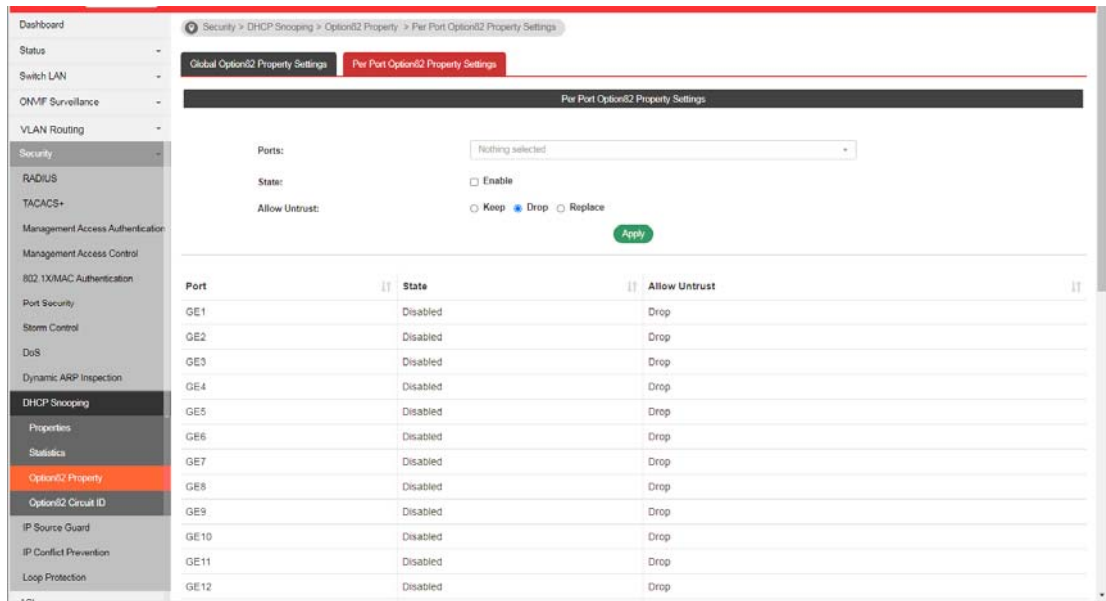 Dashboard
Status
Switch LAN
ONVIF Surveillance
VLAN Routing
Security
RADIUS
TACACS+
Management Access Authentication
Management Access Control
802.1X/MAC Authentication
Port Security
Storm Control
DoS
Dynamic ARP Inspection
DHCP Snooping
Properties
Statistics
Option82 Property
Option82 Circuit ID
IP Source Guard
IP Conflict Prevention
Loop Protection
Security > DHCP Snooping > Option82 Property > Per Port Option82 Property Settings
Global Option82 Property Settings Per Port Option82 Property Settings
Per Port Option82 Property Settings
Ports: Nothing selected
State: Enable
Allow Untrust: Keep Drop Replace
Apply
Port State Allow Untrust
GE1 Disabled Drop
GE2 Disabled Drop
GE3 Disabled Drop
GE4 Disabled Drop
GE5 Disabled Drop
GE6 Disabled Drop
GE7 Disabled Drop
GE8 Disabled Drop
GE9 Disabled Drop
GE10 Disabled Drop
GE11 Disabled Drop
GE12 Disabled Drop